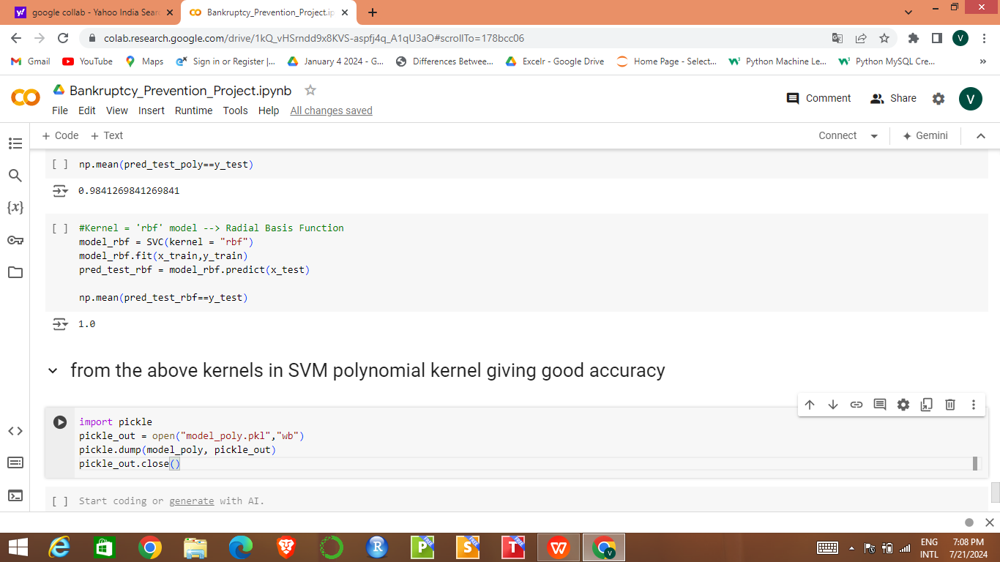 google collab - Yahoo India Sear
Bankruptcy_Prevention_Project.ip
colab.research.google.com/drive/1kQ_vHSrndd9x8KVS-aspfj4q_A1qU3aO#scrollTo=178bcc06
V
Gmail YouTube Maps Sign in or Register |... January 4 2024 - G... Differences Betwee... Excelr - Google Drive Home Page - Select... Python Machine Le... Python MySQL Cre... »
Bankruptcy_Prevention_Project.ipynb
Comment Share V
File Edit View Insert Runtime Tools Help All changes saved
+ Code + Text Connect Gemini
[ ] np.mean(pred_test_poly==y_test)
0.9841269841269841
{x}
[ ] #Kernel = 'rbf' model --> Radial Basis Function
model_rbf = SVC(kernel = "rbf")
model_rbf.fit(x_train,y_train)
pred_test_rbf = model_rbf.predict(x_test)
np.mean(pred_test_rbf==y_test)
1.0
from the above kernels in SVM polynomial kernel giving good accuracy
import pickle
pickle_out = open("model_poly.pkl","wb")
pickle.dump(model_poly, pickle_out)
pickle_out.close()
[ ] Start coding or generate with AI.
R
P FREE
S FREE
T FREE
W
V
ENG
INTL
7:08 PM
7/21/2024